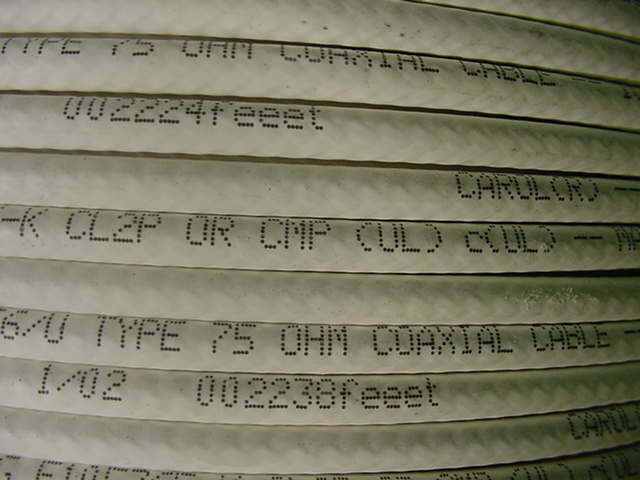 TYPE 75 OHM COAXIAL CABLE --
002224feeet
CAROL(R) --
-K CL2P OR CMP (UL) c(UL) --
6/U TYPE 75 OHM COAXIAL CABLE -
1/02 002238feeet
CAROL
(UL)